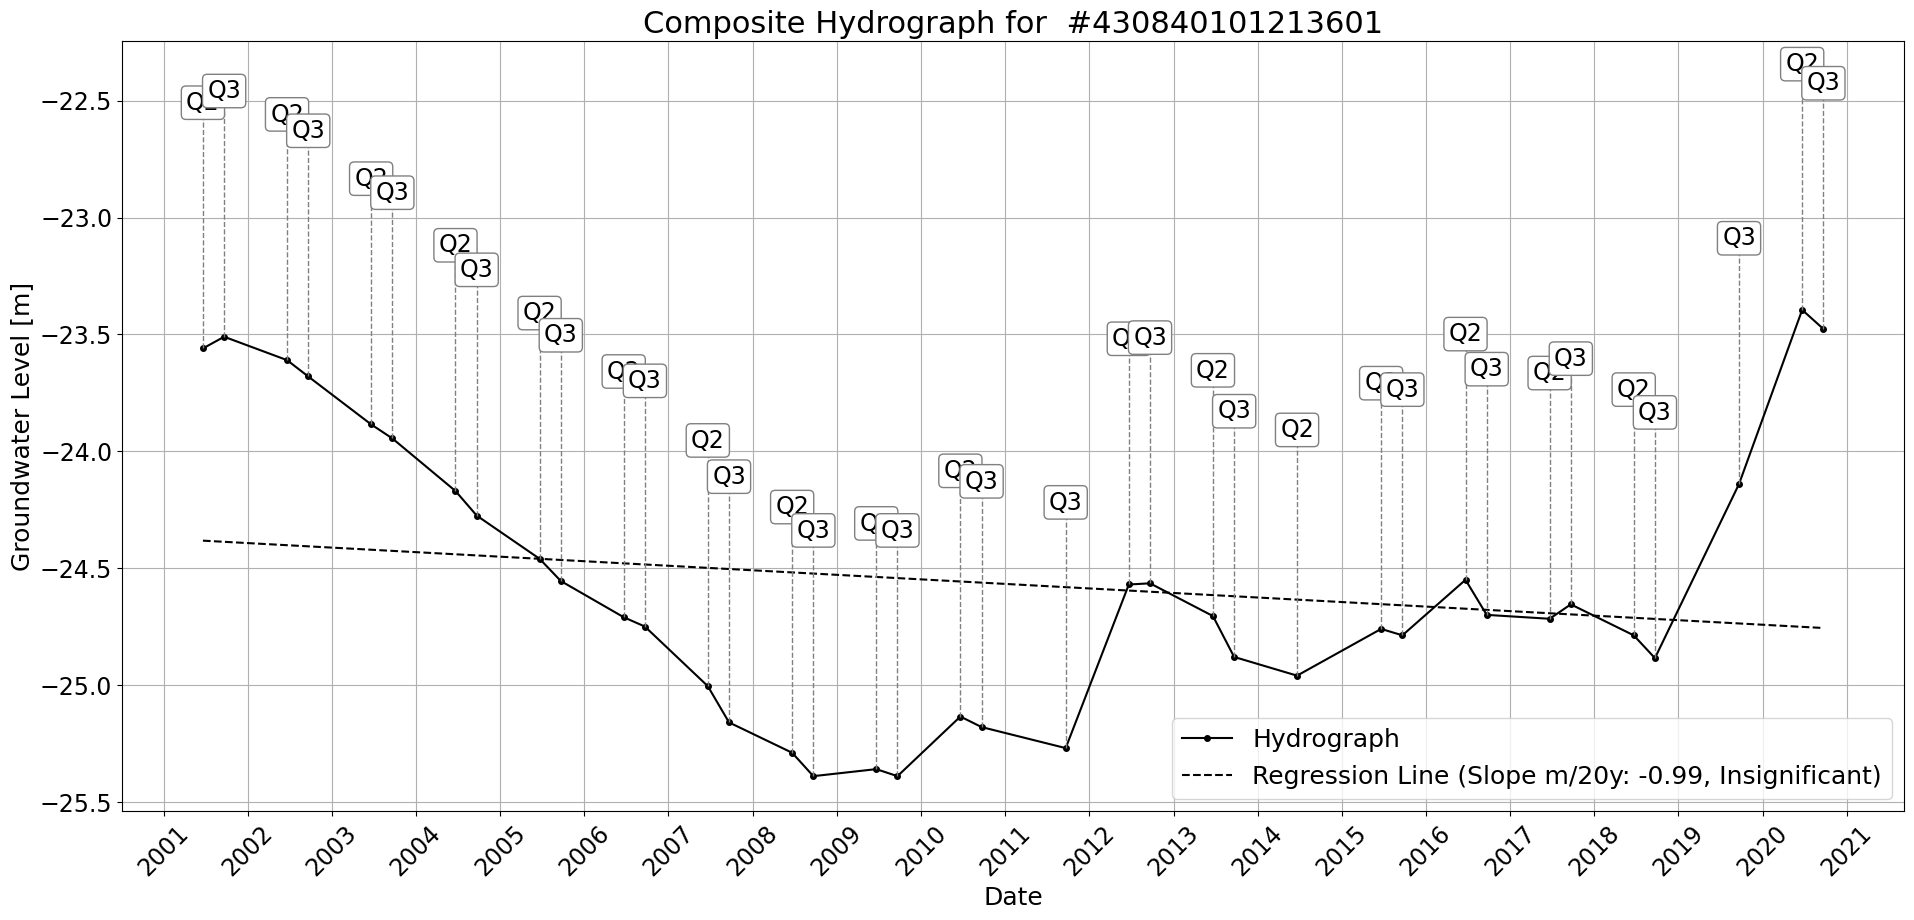 Composite Hydrograph for  #430840101213601
Groundwater Level [m]
−22.5
−23.0
−23.5
−24.0
−24.5
−25.0
−25.5
Q2
Q3
Q2
Q3
Q2
Q3
Q2
Q3
Q2
Q3
Q2
Q3
Q2
Q3
Q2
Q3
Q2
Q3
Q2
Q3
Q3
Q2
Q3
Q2
Q3
Q2
Q2
Q3
Q2
Q3
Q2
Q3
Q2
Q3
Q3
Q2
Q3
Hydrograph
Regression Line (Slope m/20y: -0.99, Insignificant)
2001
2002
2003
2004
2005
2006
2007
2008
2009
2010
2011
2012
2013
2014
2015
2016
2017
2018
2019
2020
2021
Date